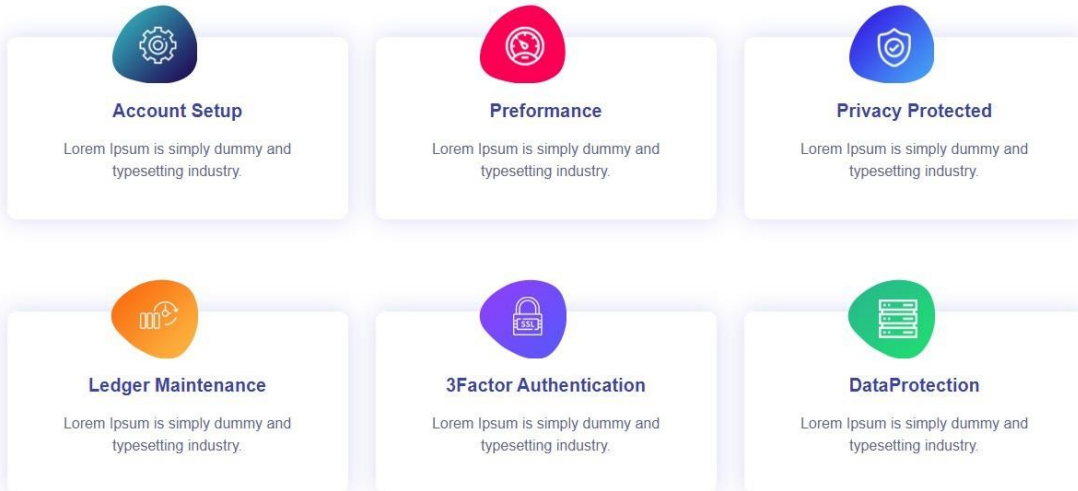 Account Setup
Lorem Ipsum is simply dummy and
typesetting industry.
Preformance
Lorem Ipsum is simply dummy and
typesetting industry.
Privacy Protected
Lorem Ipsum is simply dummy and
typesetting industry.
Ledger Maintenance
Lorem Ipsum is simply dummy and
typesetting industry.
SSL
3Factor Authentication
Lorem Ipsum is simply dummy and
typesetting industry.
DataProtection
Lorem Ipsum is simply dummy and
typesetting industry.